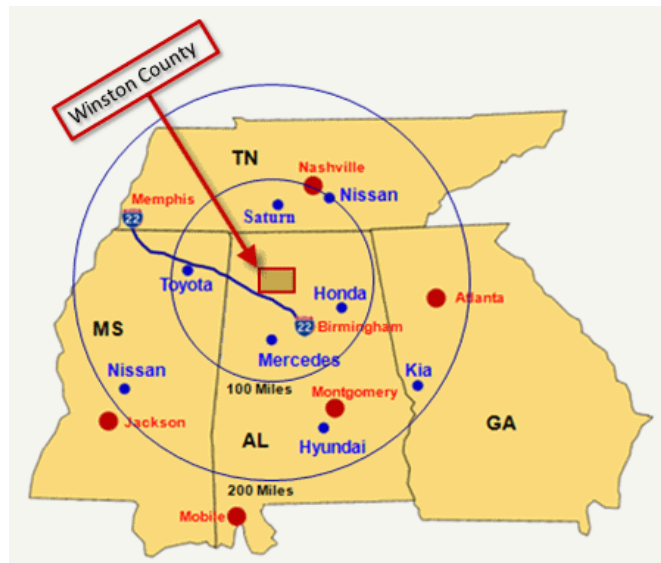 Winston County
TN
Nashville
Memphis
Nissan
Saturn
22
Toyota
Honda
Atlanta
22
Birmingham
MS
Mercedes
Nissan
Kia
100 Miles
Montgomery
Jackson
GA
AL
Hyundai
200 Miles
Mobile